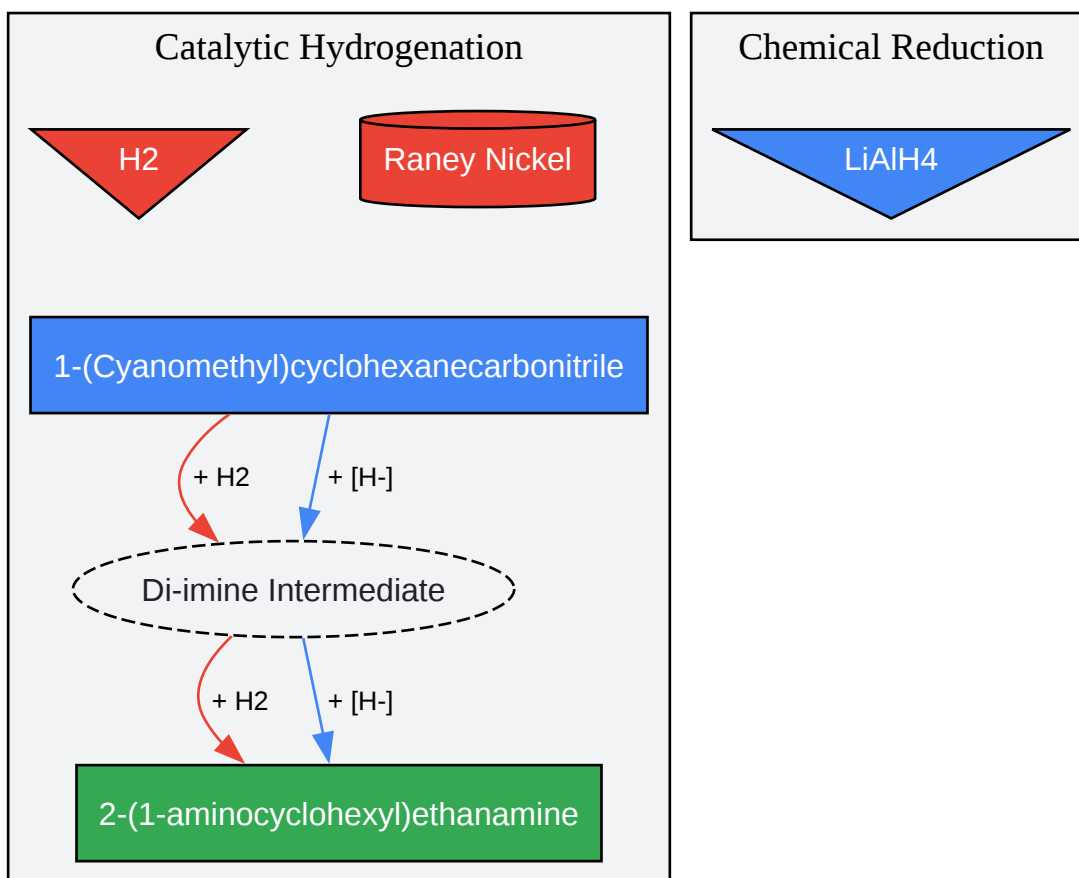 Catalytic Hydrogenation
H2
Raney Nickel
1-(Cyanomethyl)cyclohexanecarbonitrile
+ H2
+ [H-]
Di-imine Intermediate
+ H2
+ [H-]
2-(1-aminocyclohexyl)ethanamine
Chemical Reduction
LiAlH4